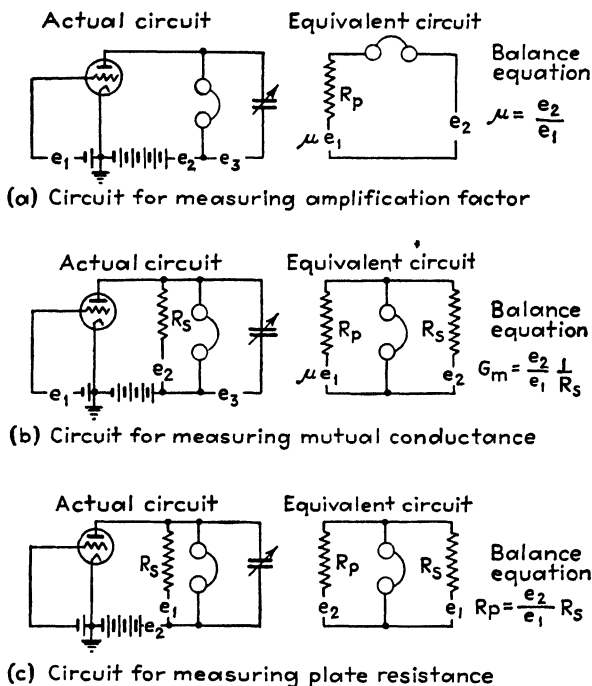 Actual circuit
Equivalent circuit
Balance equation
Rp
e1
e2
e3
μe1
e2
μ = e2/e1
(a) Circuit for measuring amplification factor
Actual circuit
Equivalent circuit
Balance equation
Rs
Rp
Rs
e2
e1
e3
μe1
e2
Gm = e2/e1 1/Rs
(b) Circuit for measuring mutual conductance
Actual circuit
Equivalent circuit
Balance equation
Rs
Rp
Rs
e1
e2
e2
e1
Rp = e2/e1 Rs
(c) Circuit for measuring plate resistance